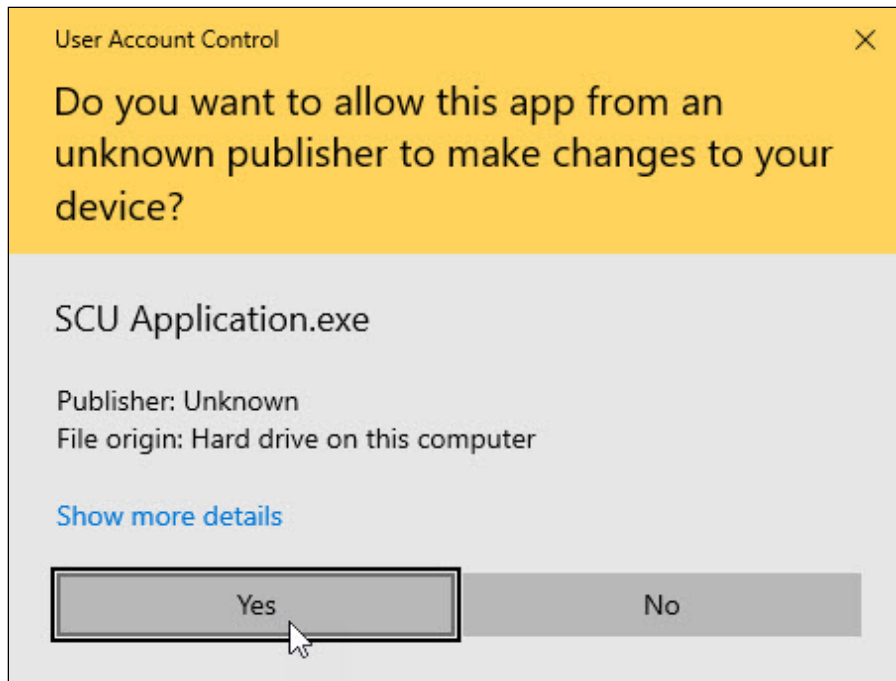 User Account Control
Do you want to allow this app from an
unknown publisher to make changes to your
device?
SCU Application.exe
Publisher: Unknown
File origin: Hard drive on this computer
Show more details
Yes
No